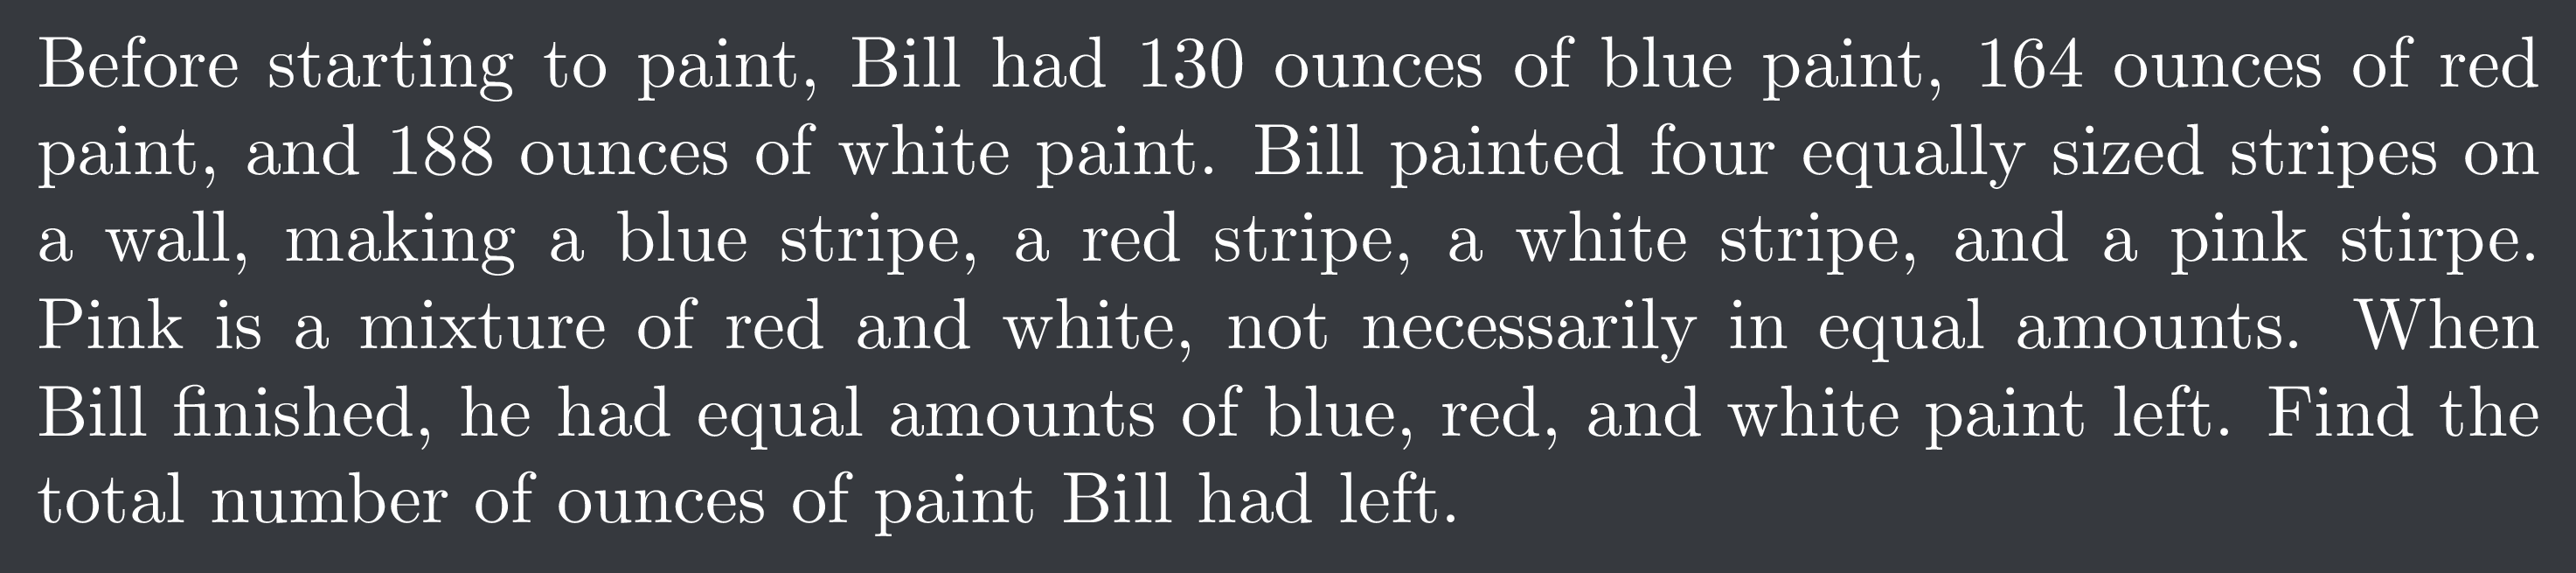 Before starting to paint, Bill had 130 ounces of blue paint, 164 ounces of red
paint, and 188 ounces of white paint. Bill painted four equally sized stripes on
a wall, making a blue stripe, a red stripe, a white stripe, and a pink stirpe.
Pink is a mixture of red and white, not necessarily in equal amounts. When
Bill finished, he had equal amounts of blue, red, and white paint left. Find the
total number of ounces of paint Bill had left.